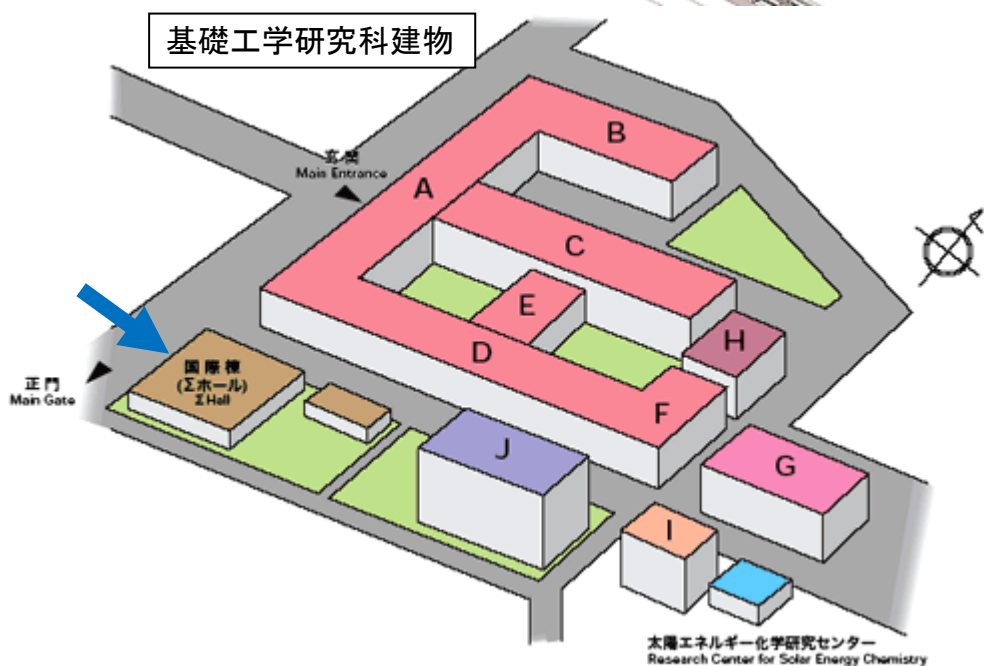 基礎工学研究科建物
B
玄関
Main Entrance
A
C
E
H
D
国際棟
(Σホール)
Σ Hall
正門
Main Gate
F
J
G
I
太陽エネルギー化学研究センター
Research Center for Solar Energy Chemistry